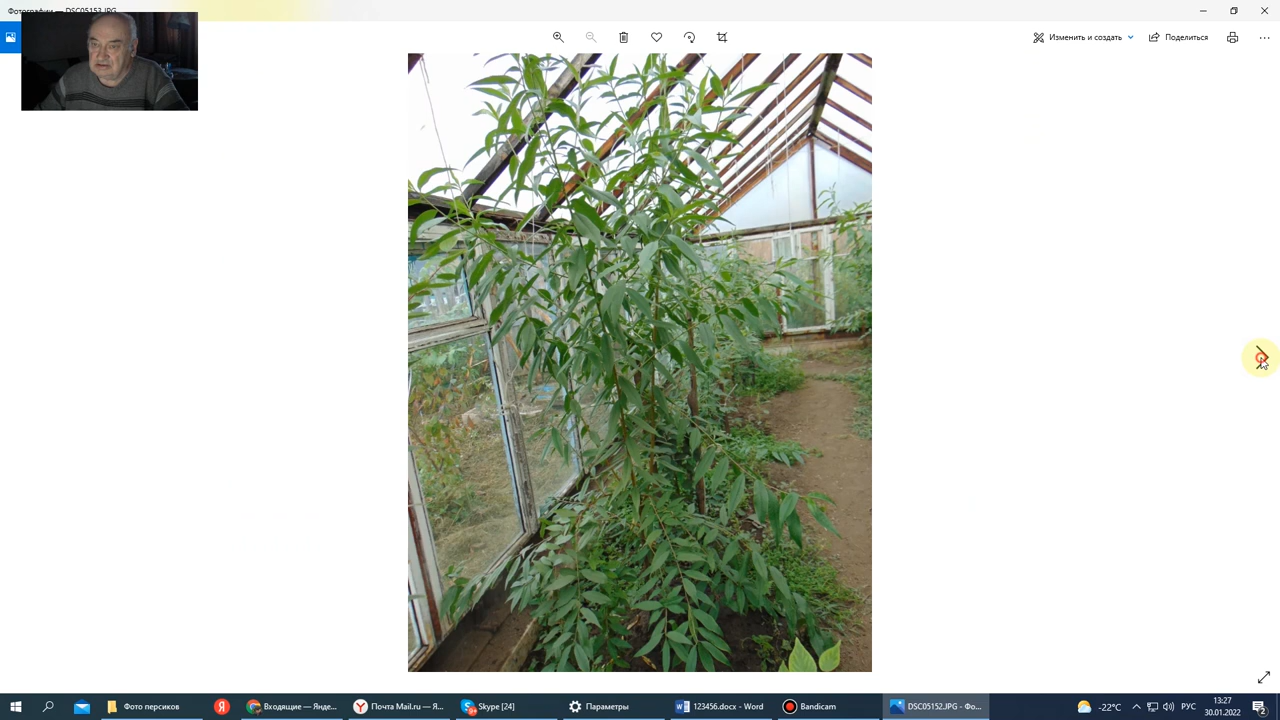 Фотографии — DSC05153.JPG
Изменить и создать
Поделиться
Фото персиков
Входящие — Янде...
Почта Mail.ru — Я...
Skype [24]
Параметры
123456.docx - Word
Bandicam
DSC05152.JPG - Фо...
-22°C
РУС
13:27
30.01.2022
2